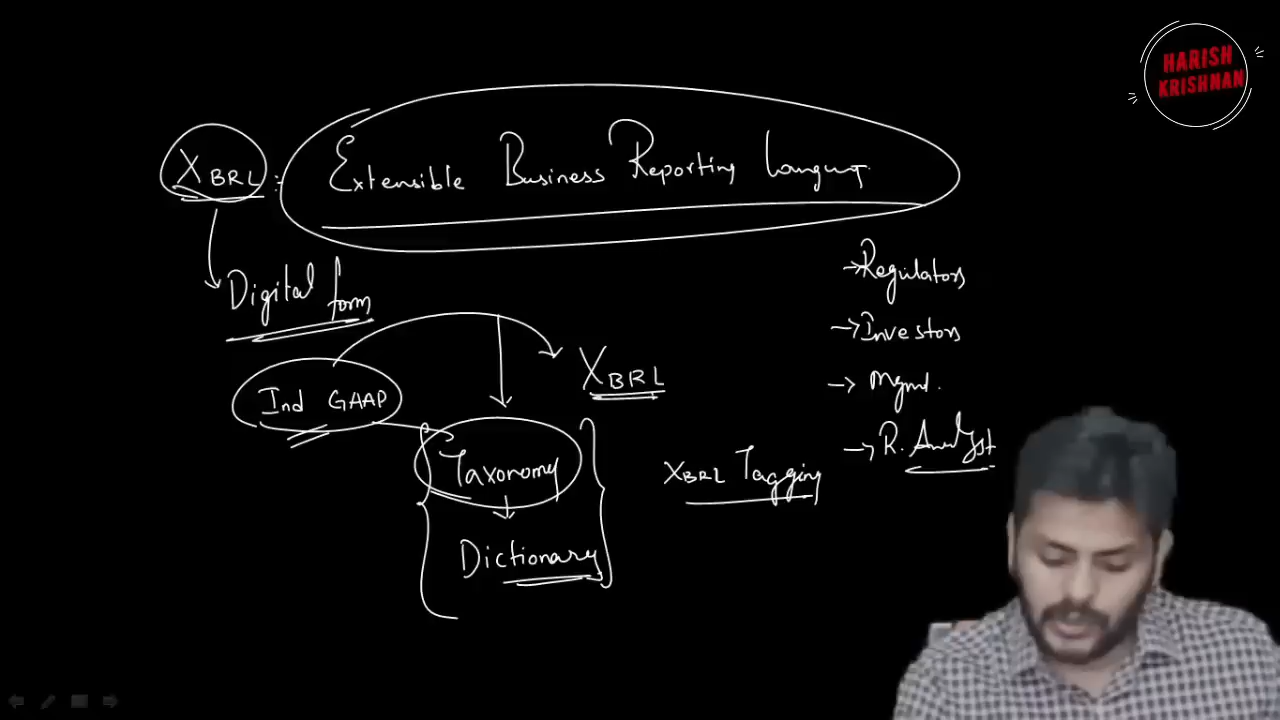 HARISH
KRISHNAN
XBRL : Extensible Business Reporting Languag.
Digital form
Ind GAAP
XBRL
Taxonomy
Dictionary
XBRL Tagging
→ Regulators
→ Investors
→ Mgmt.
→ R. Analyst